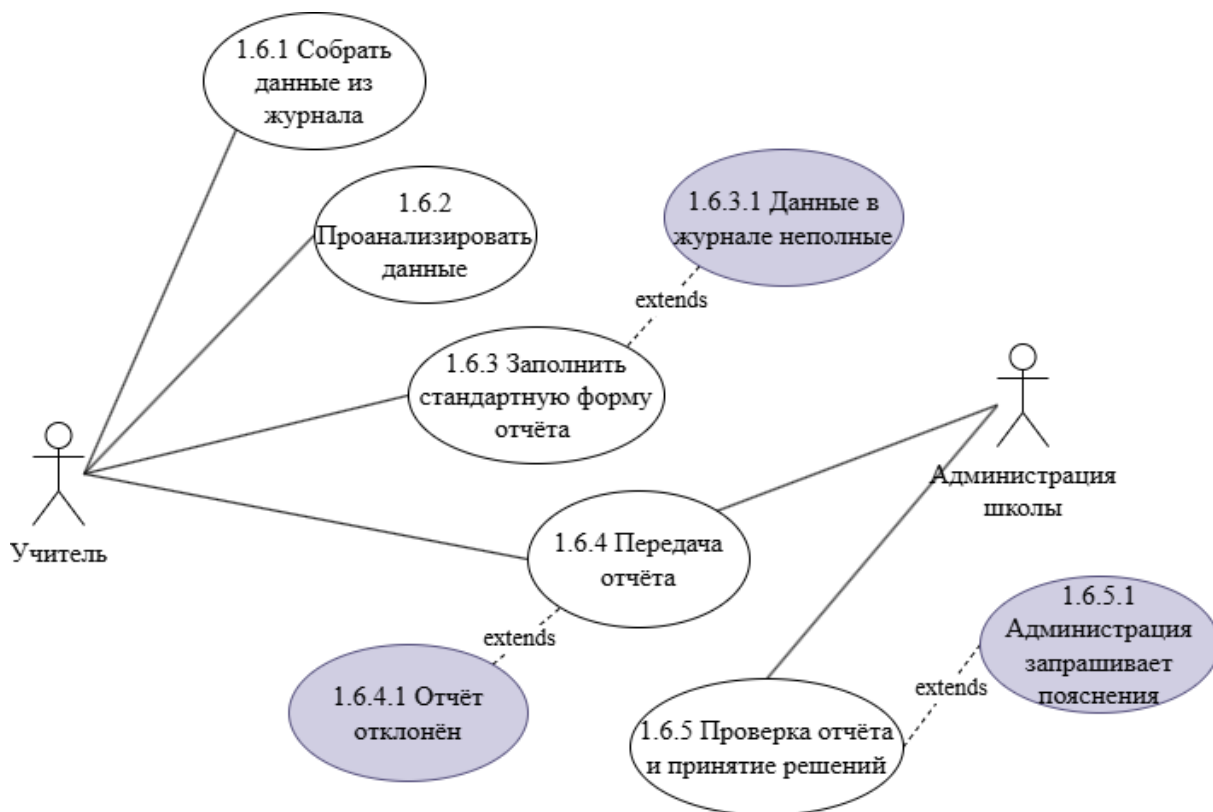 1.6.1 Собрать
данные из
журнала
1.6.2
Проанализировать
данные
1.6.3.1 Данные в
журнале неполные
extends
1.6.3 Заполнить
стандартную форму
отчёта
Учитель
Администрация
школы
1.6.4 Передача
отчёта
extends
1.6.4.1 Отчёт
отклонён
1.6.5.1
Администрация
запрашивает
пояснения
extends
1.6.5 Проверка отчёта
и принятие решений